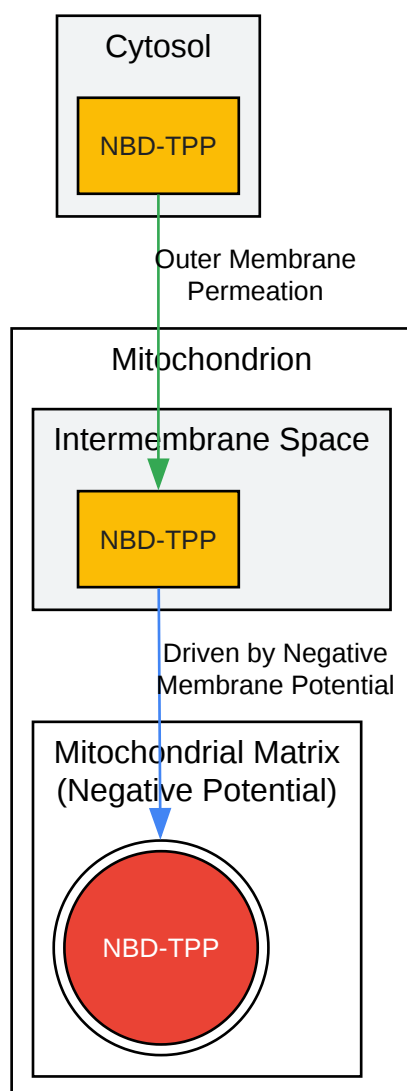 Cytosol
NBD-TPP
Outer Membrane
Permeation
Mitochondrion
Intermembrane Space
NBD-TPP
Driven by Negative
Membrane Potential
Mitochondrial Matrix
(Negative Potential)
NBD-TPP